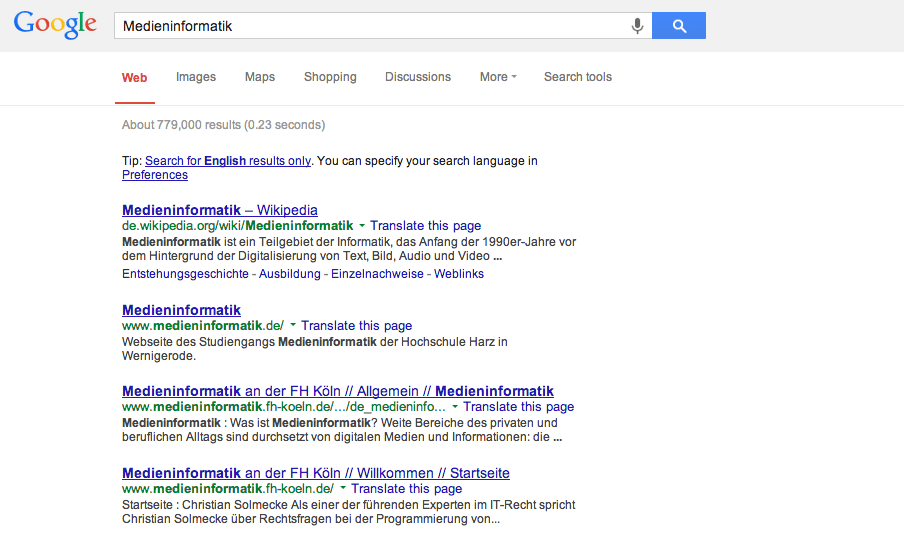 Google Medieninformatik
Web Images Maps Shopping Discussions More Search tools
About 779,000 results (0.23 seconds)
Tip: Search for English results only. You can specify your search language in
Preferences
Medieninformatik – Wikipedia
de.wikipedia.org/wiki/Medieninformatik Translate this page
Medieninformatik ist ein Teilgebiet der Informatik, das Anfang der 1990er-Jahre vor
dem Hintergrund der Digitalisierung von Text, Bild, Audio und Video ...
Entstehungsgeschichte - Ausbildung - Einzelnachweise - Weblinks
Medieninformatik
www.medieninformatik.de/ Translate this page
Webseite des Studiengangs Medieninformatik der Hochschule Harz in
Wernigerode.
Medieninformatik an der FH Köln // Allgemein // Medieninformatik
www.medieninformatik.fh-koeln.de/.../de_medieninfo... Translate this page
Medieninformatik : Was ist Medieninformatik? Weite Bereiche des privaten und
beruflichen Alltags sind durchsetzt von digitalen Medien und Informationen: die ...
Medieninformatik an der FH Köln // Willkommen // Startseite
www.medieninformatik.fh-koeln.de/ Translate this page
Startseite : Christian Solmecke Als einer der führenden Experten im IT-Recht spricht
Christian Solmecke über Rechtsfragen bei der Programmierung von...